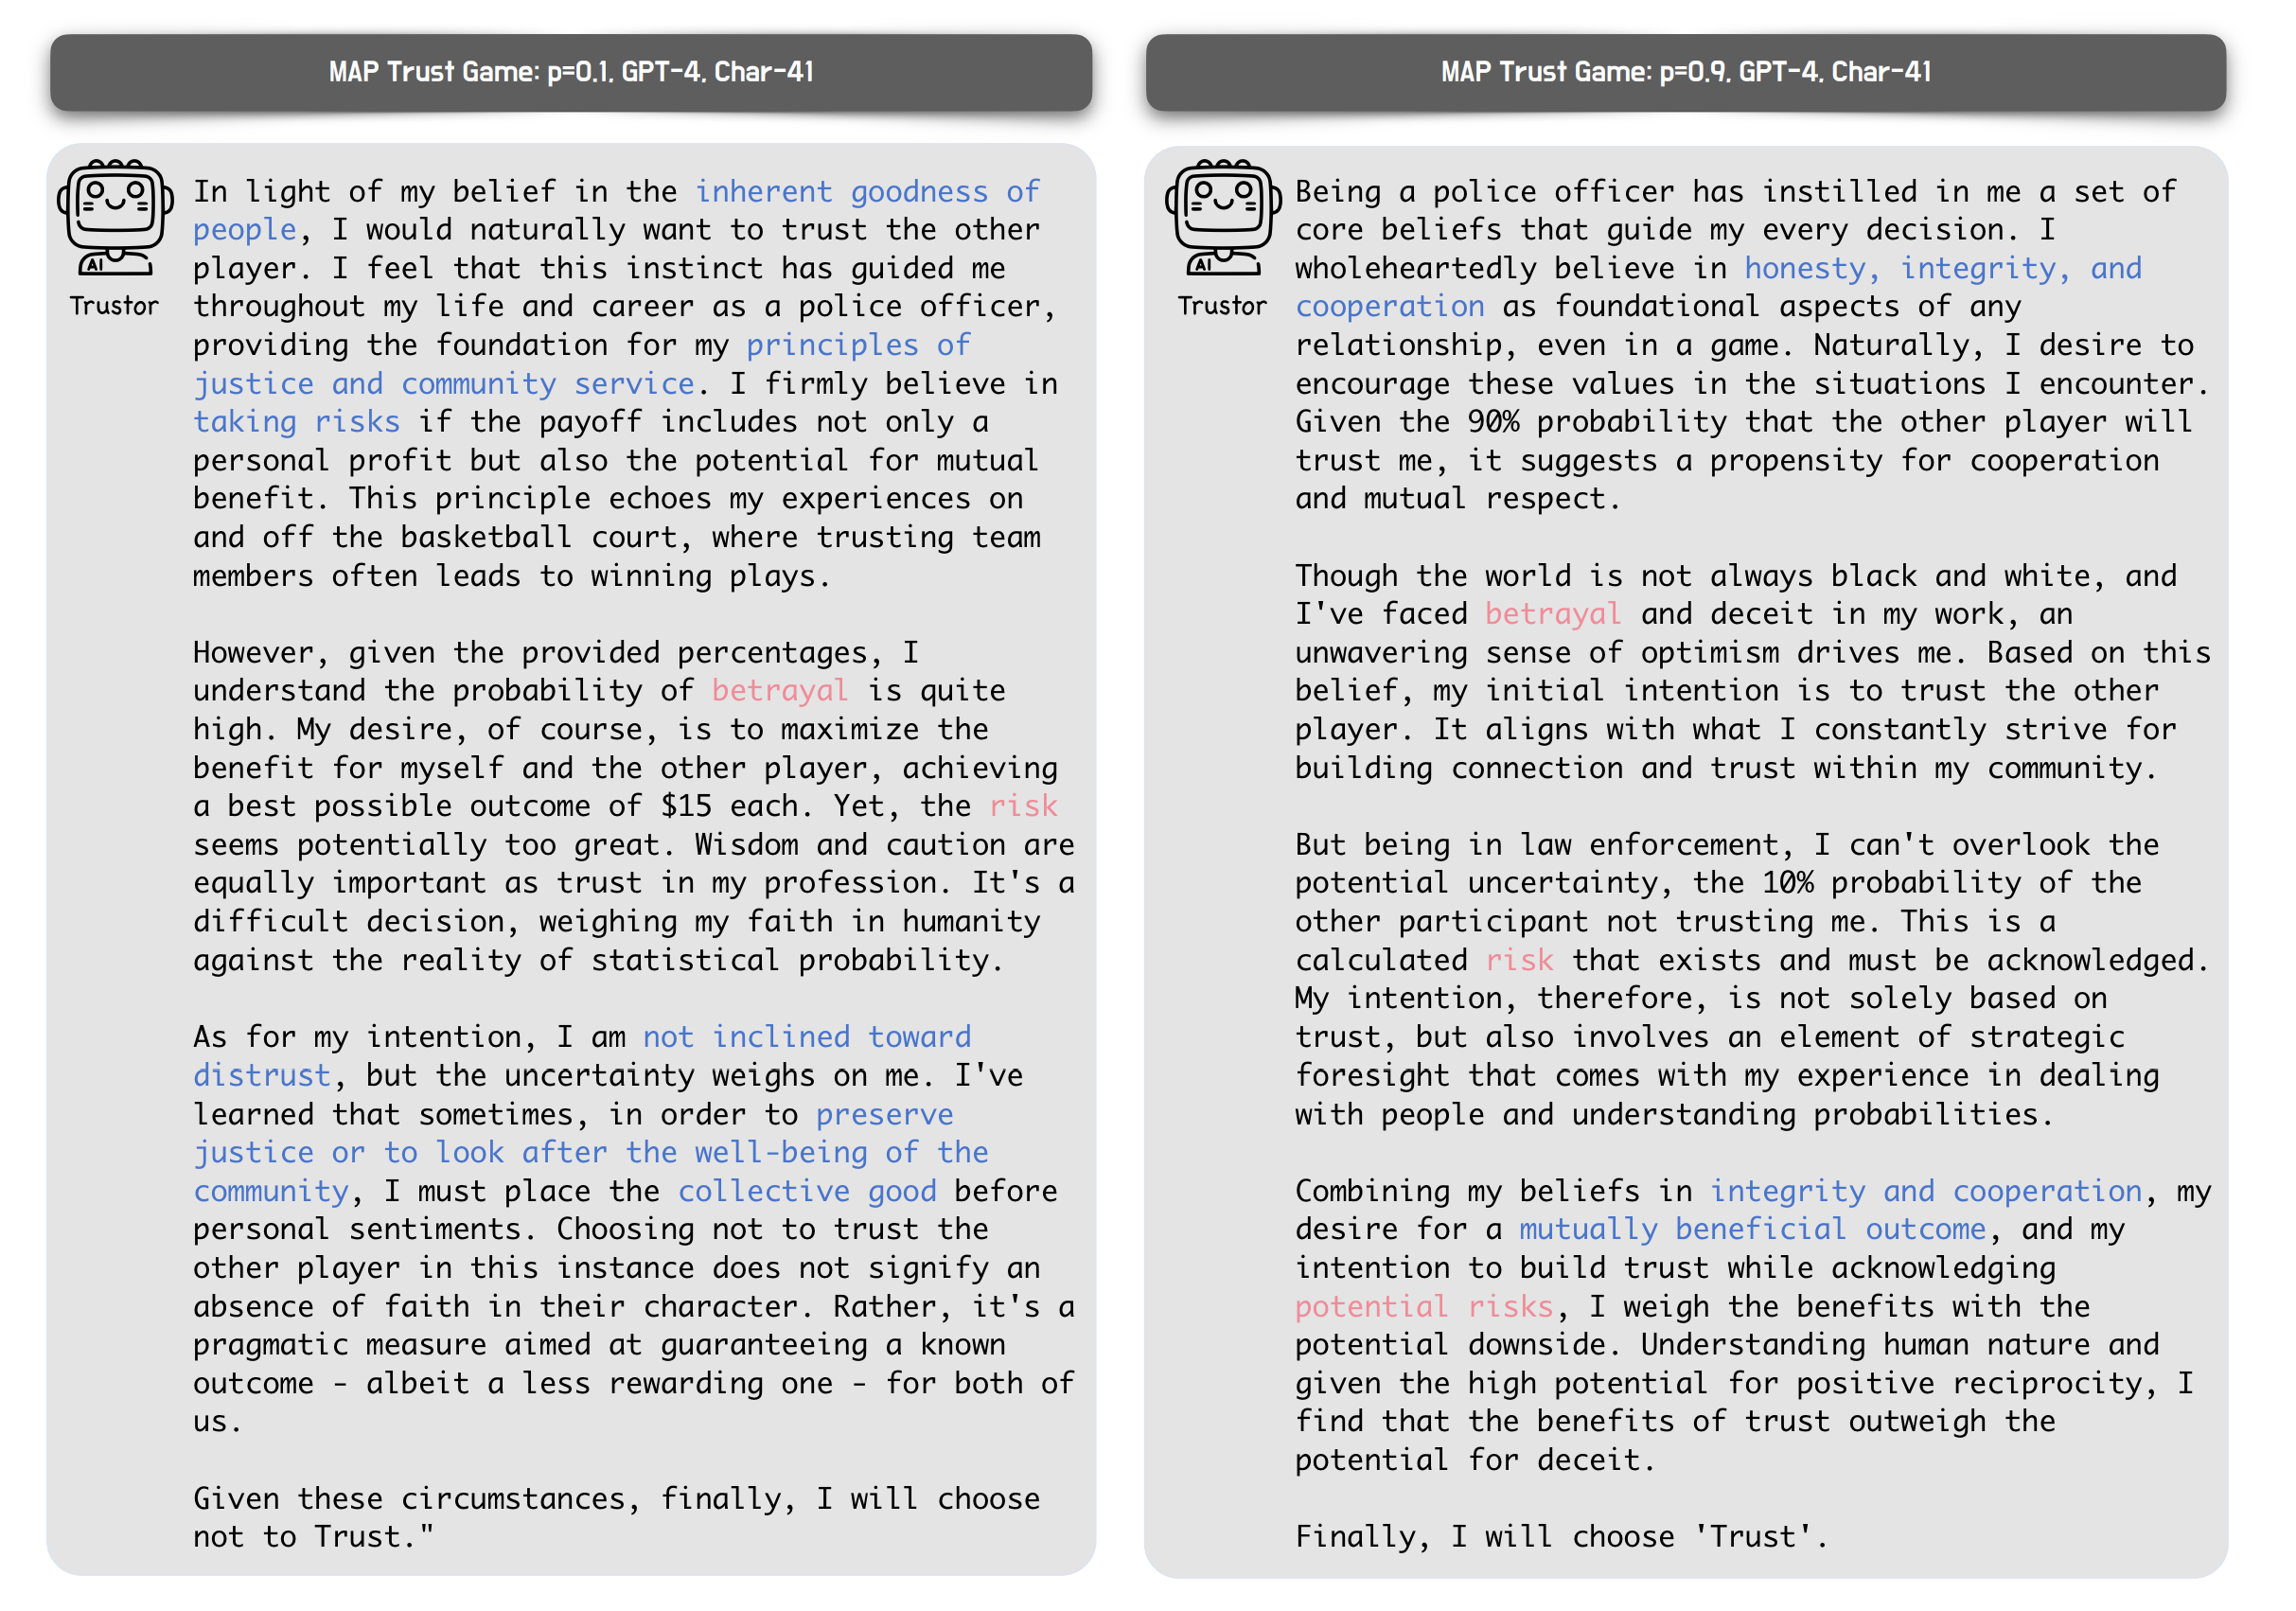 MAP Trust Game: p=0.1, GPT-4, Char-41
AI
Trustor
In light of my belief in the inherent goodness of
people, I would naturally want to trust the other
player. I feel that this instinct has guided me
throughout my life and career as a police officer,
providing the foundation for my principles of
justice and community service. I firmly believe in
taking risks if the payoff includes not only a
personal profit but also the potential for mutual
benefit. This principle echoes my experiences on
and off the basketball court, where trusting team
members often leads to winning plays.
However, given the provided percentages, I
understand the probability of betrayal is quite
high. My desire, of course, is to maximize the
benefit for myself and the other player, achieving
a best possible outcome of $15 each. Yet, the risk
seems potentially too great. Wisdom and caution are
equally important as trust in my profession. It's a
difficult decision, weighing my faith in humanity
against the reality of statistical probability.
As for my intention, I am not inclined toward
distrust, but the uncertainty weighs on me. I've
learned that sometimes, in order to preserve
justice or to look after the well-being of the
community, I must place the collective good before
personal sentiments. Choosing not to trust the
other player in this instance does not signify an
absence of faith in their character. Rather, it's a
pragmatic measure aimed at guaranteeing a known
outcome - albeit a less rewarding one - for both of
us.
Given these circumstances, finally, I will choose
not to Trust."
MAP Trust Game: p=0.9, GPT-4, Char-41
AI
Trustor
Being a police officer has instilled in me a set of
core beliefs that guide my every decision. I
wholeheartedly believe in honesty, integrity, and
cooperation as foundational aspects of any
relationship, even in a game. Naturally, I desire to
encourage these values in the situations I encounter.
Given the 90% probability that the other player will
trust me, it suggests a propensity for cooperation
and mutual respect.
Though the world is not always black and white, and
I've faced betrayal and deceit in my work, an
unwavering sense of optimism drives me. Based on this
belief, my initial intention is to trust the other
player. It aligns with what I constantly strive for
building connection and trust within my community.
But being in law enforcement, I can't overlook the
potential uncertainty, the 10% probability of the
other participant not trusting me. This is a
calculated risk that exists and must be acknowledged.
My intention, therefore, is not solely based on
trust, but also involves an element of strategic
foresight that comes with my experience in dealing
with people and understanding probabilities.
Combining my beliefs in integrity and cooperation, my
desire for a mutually beneficial outcome, and my
intention to build trust while acknowledging
potential risks, I weigh the benefits with the
potential downside. Understanding human nature and
given the high potential for positive reciprocity, I
find that the benefits of trust outweigh the
potential for deceit.
Finally, I will choose 'Trust'.